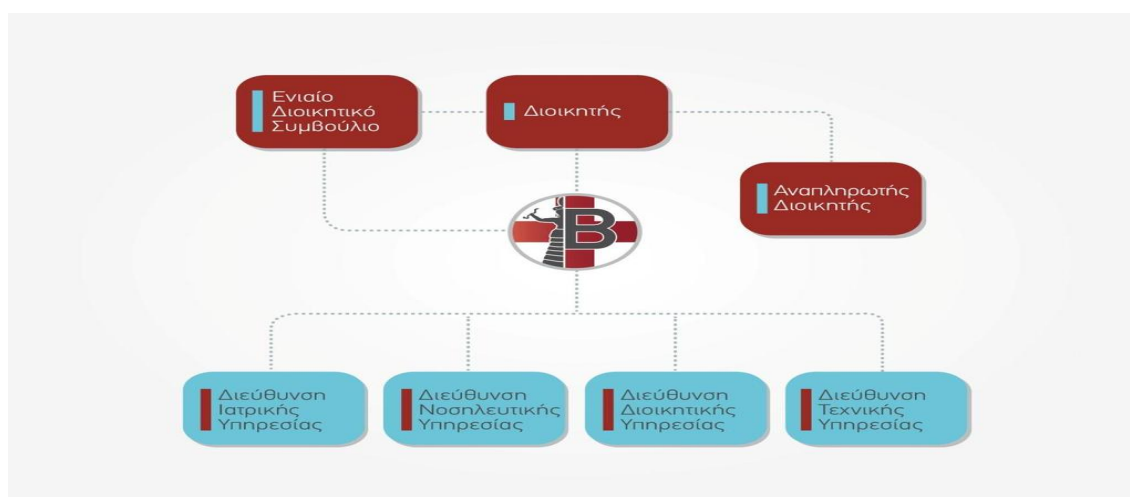 Ενιαίο
Διοικητικό
Συμβούλιο
Διοικητής
Αναπληρωτής
Διοικητής
B
Διεύθυνση
Ιατρικής
Υπηρεσίας
Διεύθυνση
Νοσηλευτικής
Υπηρεσίας
Διεύθυνση
Διοικητικής
Υπηρεσίας
Διεύθυνση
Τεχνικής
Υπηρεσίας